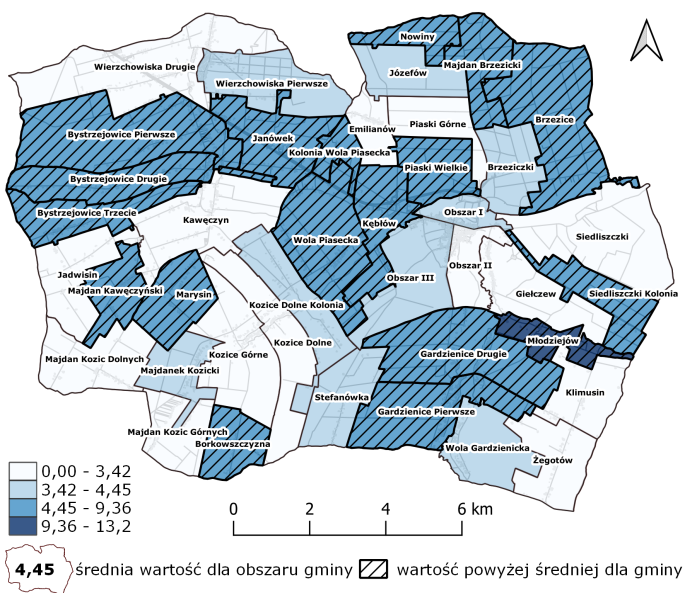 Nowiny
Wierzchowiska Drugie
Majdan Brzezicki
Józefów
Wierzchowiska Pierwsze
Brzezice
Piaski Górne
Emilianów
Bystrzejowice Pierwsze
Janówek
Kolonia Wola Piasecka
Piaski Wielkie
Brzeziczki
Bystrzejowice Drugie
Bystrzejowice Trzecie
Obszar I
Kawęczyn
Kębłów
Wola Piasecka
Siedliszczki
Obszar II
Jadwisin
Obszar III
Majdan Kawęczyński
Marysin
Giełczew
Siedliszczki Kolonia
Kozice Dolne Kolonia
Kozice Dolne
Młodziejów
Kozice Górne
Gardzienice Drugie
Majdan Kozic Dolnych
Majdanek Kozicki
Klimusin
Stefanówka
Gardzienice Pierwsze
Majdan Kozic Górnych
Borkowszczyzna
Wola Gardzienicka
Żegotów
0,00 - 3,42
3,42 - 4,45
4,45 - 9,36
9,36 - 13,2
0 2 4 6 km
4,45 średnia wartość dla obszaru gminy wartość powyżej średniej dla gminy